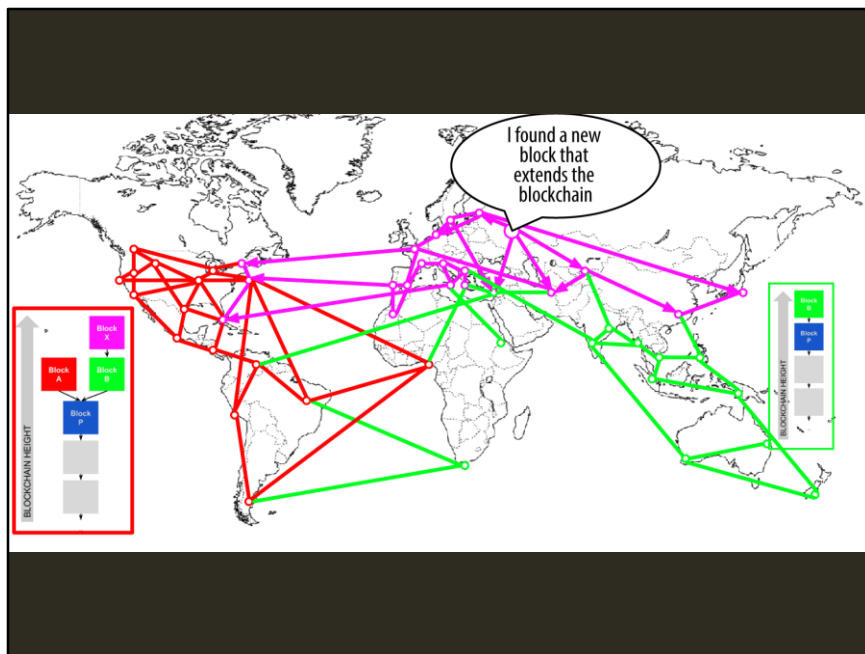 I found a new
block that
extends the
blockchain
Block
X
Block
A
Block
B
Block
P
BLOCKCHAIN HEIGHT
Block
B
Block
P
BLOCKCHAIN HEIGHT